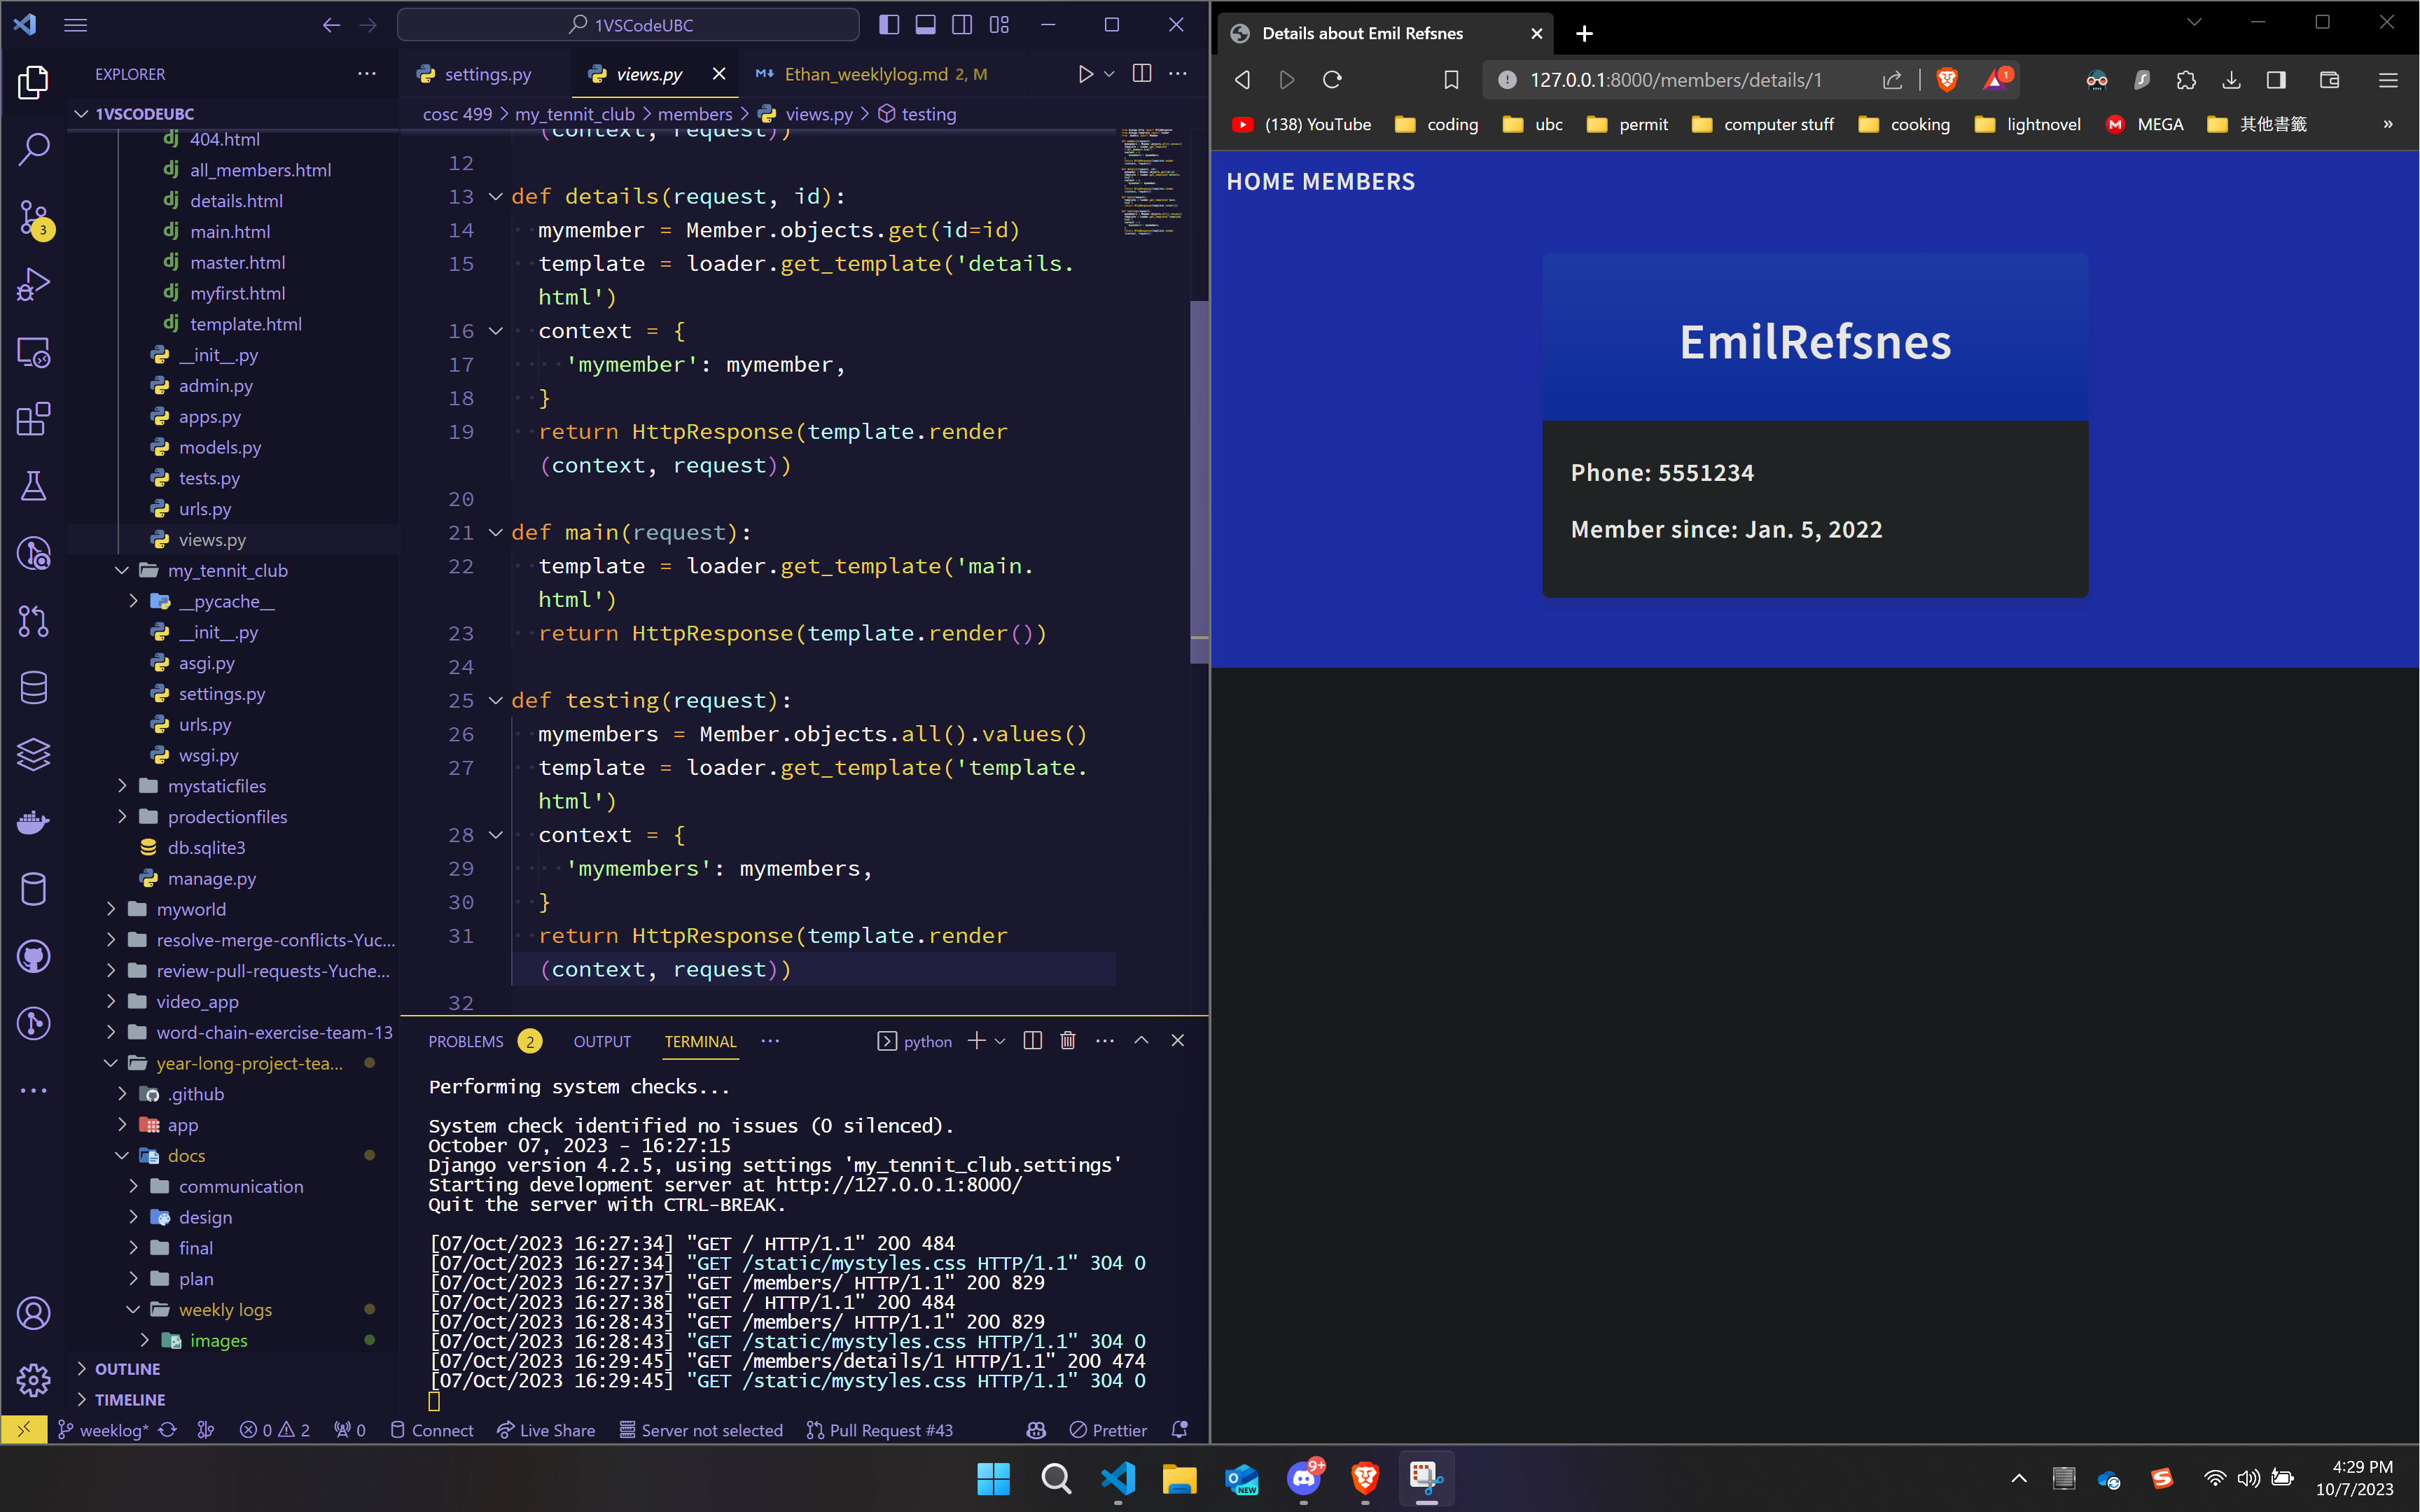 1VSCodeUBC
EXPLORER
1VSCODEUBC
404.html
all_members.html
details.html
main.html
master.html
myfirst.html
template.html
__init__.py
admin.py
apps.py
models.py
tests.py
urls.py
views.py
my_tennit_club
__pycache__
__init__.py
asgi.py
settings.py
urls.py
wsgi.py
mystaticfiles
prodectionfiles
db.sqlite3
manage.py
myworld
resolve-merge-conflicts-Yuc...
review-pull-requests-Yuche...
video_app
word-chain-exercise-team-13
year-long-project-tea...
.github
app
docs
communication
design
final
plan
weekly logs
images
OUTLINE
TIMELINE
3
settings.py
views.py
Ethan_weeklylog.md 2, M
cosc 499 > my_tennit_club > members > views.py > testing
(context, request))
12
13 def details(request, id):
14 mymember = Member.objects.get(id=id)
15 template = loader.get_template('details.
html')
16 context = {
17 'mymember': mymember,
18 }
19 return HttpResponse(template.render
(context, request))
20
21 def main(request):
22 template = loader.get_template('main.
html')
23 return HttpResponse(template.render())
24
25 def testing(request):
26 mymembers = Member.objects.all().values()
27 template = loader.get_template('template.
html')
28 context = {
29 'mymembers': mymembers,
30 }
31 return HttpResponse(template.render
(context, request))
32
PROBLEMS 2 OUTPUT TERMINAL python
Performing system checks...
System check identified no issues (0 silenced).
October 07, 2023 - 16:27:15
Django version 4.2.5, using settings 'my_tennit_club.settings'
Starting development server at http://127.0.0.1:8000/
Quit the server with CTRL-BREAK.
[07/Oct/2023 16:27:34] "GET / HTTP/1.1" 200 484
[07/Oct/2023 16:27:34] "GET /static/mystyles.css HTTP/1.1" 304 0
[07/Oct/2023 16:27:37] "GET /members/ HTTP/1.1" 200 829
[07/Oct/2023 16:27:38] "GET / HTTP/1.1" 200 484
[07/Oct/2023 16:28:43] "GET /members/ HTTP/1.1" 200 829
[07/Oct/2023 16:28:43] "GET /static/mystyles.css HTTP/1.1" 304 0
[07/Oct/2023 16:29:45] "GET /members/details/1 HTTP/1.1" 200 474
[07/Oct/2023 16:29:45] "GET /static/mystyles.css HTTP/1.1" 304 0
weeklog* 0 2 0 Connect Live Share Server not selected Pull Request #43 Prettier
Details about Emil Refsnes
127.0.0.1:8000/members/details/1
1
(138) YouTube coding ubc permit computer stuff cooking lightnovel M MEGA 其他書籤 »
HOME MEMBERS
EmilRefsnes
Phone: 5551234
Member since: Jan. 5, 2022
NEW
9+
S
4:29 PM
10/7/2023